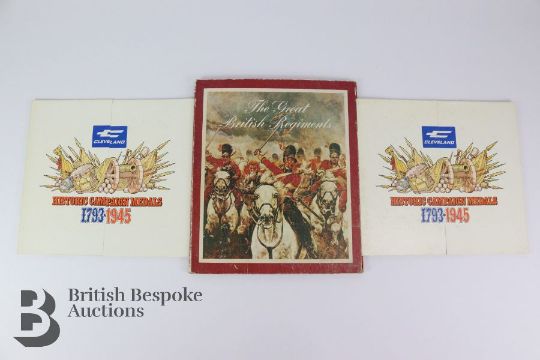 CLEVELAND
HISTORIC CAMPAIGN MEDALS
1793-1945
The Great
British Regiments
CLEVELAND
HISTORIC CAMPAIGN MEDALS
1793-1945
British Bespoke
Auctions